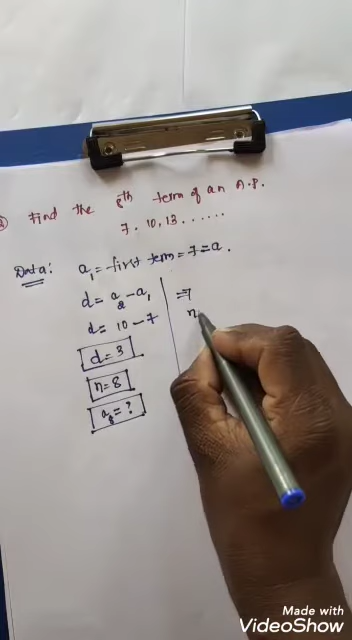 Find the 8th term of an A.P.
7, 10, 13 ......
Data: a₁ = first term = 7 = a.
d = a₂ - a₁
d = 10 - 7
d = 3
n = 8
a₈ = ?
=7
n
Made with
VideoShow